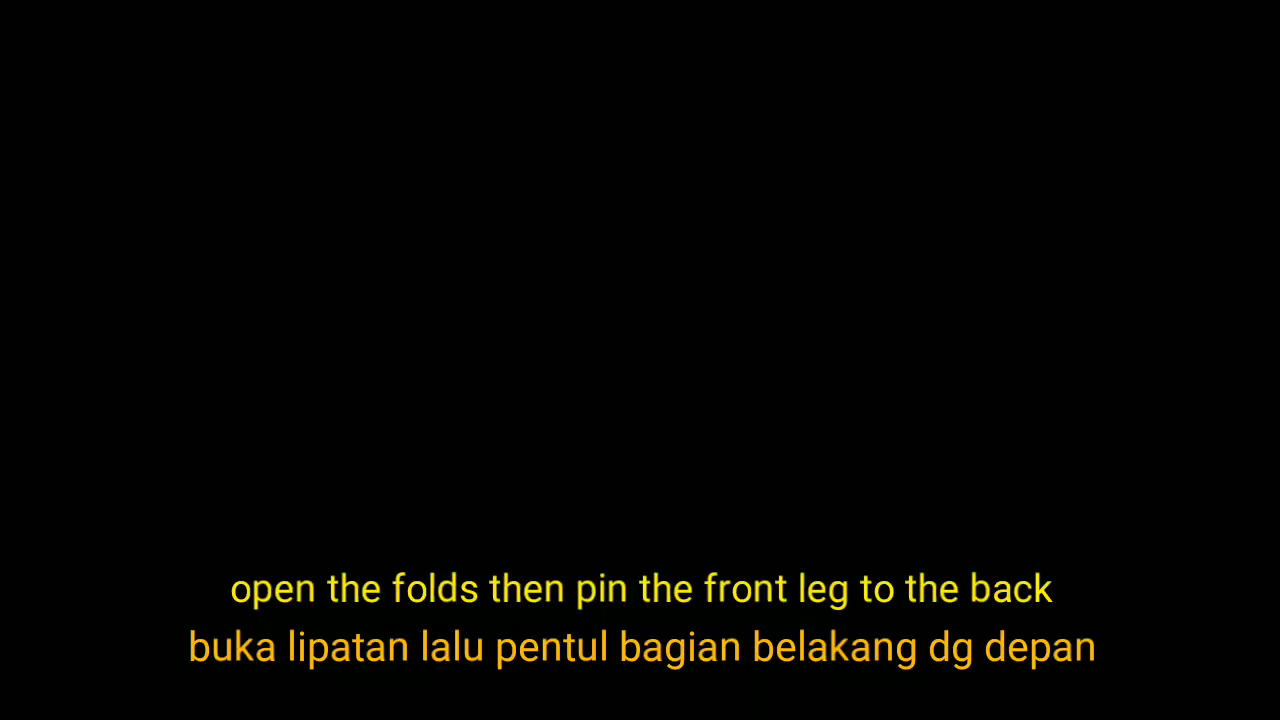 open the folds then pin the front leg to the back
buka lipatan lalu pentul bagian belakang dg depan